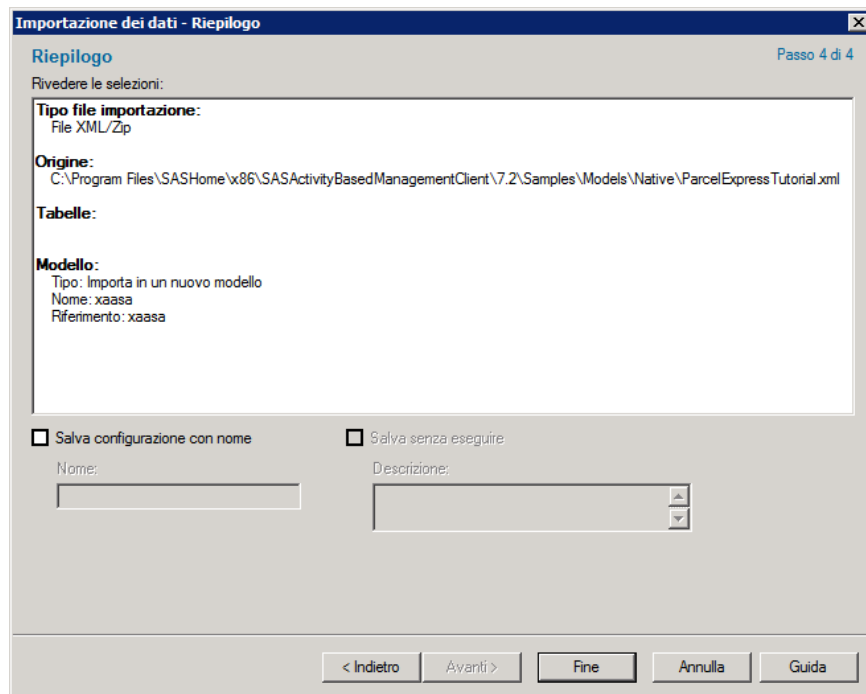 Importazione dei dati - Riepilogo
Riepilogo
Passo 4 di 4
Rivedere le selezioni:
Tipo file importazione:
File XML/Zip
Origine:
C:\Program Files\SASHome\x86\SASActivityBasedManagementClient\7.2\Samples\Models\Native\ParcelExpressTutorial.xml
Tabelle:
Modello:
Tipo: Importa in un nuovo modello
Nome: xaasa
Riferimento: xaasa
Salva configurazione con nome
Salva senza eseguire
Nome:
Descrizione:
< Indietro
Avanti >
Fine
Annulla
Guida